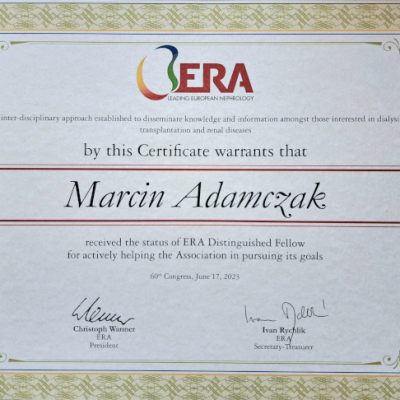 ERA
LEADING EUROPEAN NEPHROLOGY
inter-disciplinary approach established to disseminate knowledge and information amongst those interested in dialysi
transplantation and renal diseases
by this Certificate warrants that
Marcin Adamczak
received the status of ERA Distinguished Fellow
for actively helping the Association in pursuing its goals
60th Congress, June 17, 2023
Christoph Wanner
ERA
President
Ivan Rychlík
ERA
Secretary-Treasurer